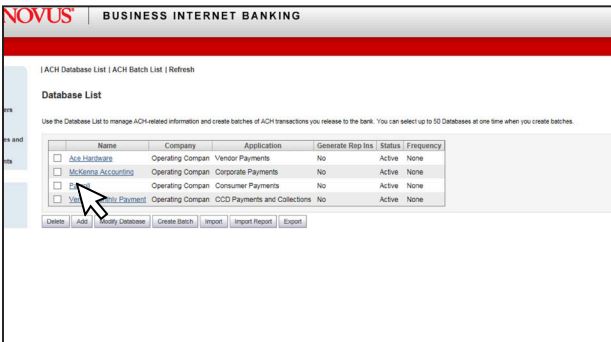 NOVUS® BUSINESS INTERNET BANKING
| ACH Database List | ACH Batch List | Refresh
Database List
ers
Use the Database List to manage ACH-related information and create batches of ACH transactions you release to the bank. You can select up to 50 Databases at one time when you create batches.
es and
Name Company Application Generate Rep Ins Status Frequency
nts
Ace Hardware Operating Compan Vendor Payments No Active None
McKenna Accounting Operating Compan Corporate Payments No Active None
Operating Compan Consumer Payments No Active None
Payment Operating Compan CCD Payments and Collections No Active None
Delete Add Modify Database Create Batch Import Import Report Export